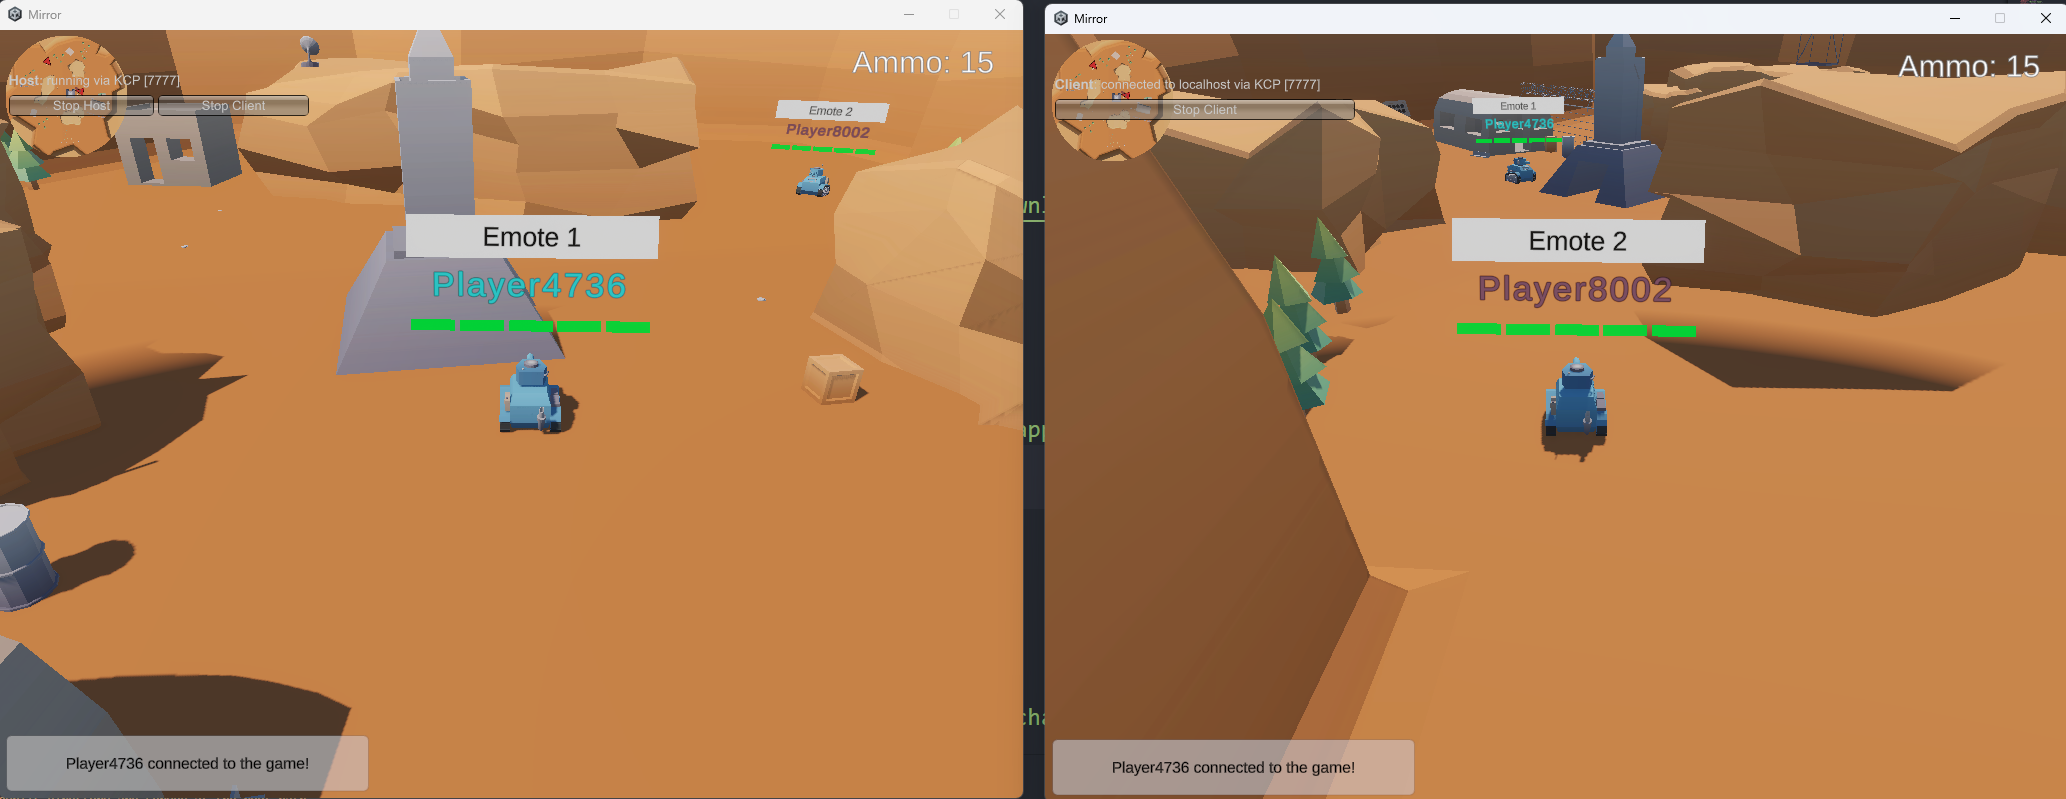 Mirror
Host: running via KCP [7777]
Stop Host
Stop Client
Ammo: 15
Emote 2
Player8002
Emote 1
Player4736
Player4736 connected to the game!
Mirror
Client: connected to localhost via KCP [7777]
Stop Client
Ammo: 15
Emote 1
Player4736
Emote 2
Player8002
Player4736 connected to the game!